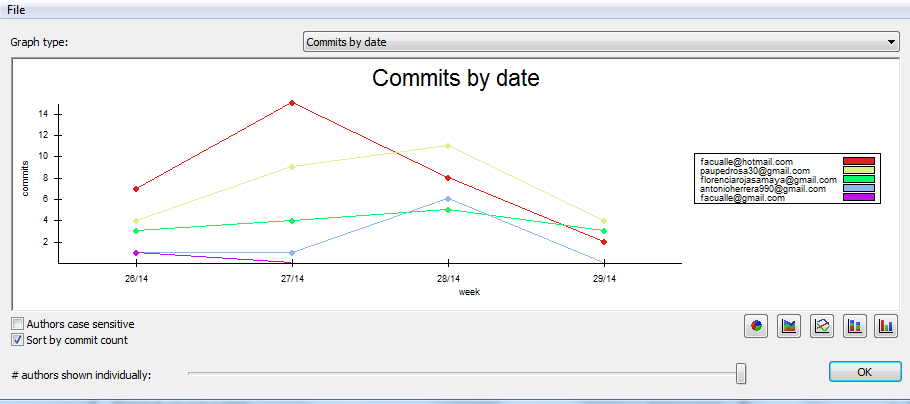 File
Graph type:
Commits by date
Commits by date
14
12
10
8
6
4
2
commits
26/14
27/14
28/14
29/14
week
facualle@hotmail.com
paupedrosa30@gmail.com
florenciarojasamaya@gmail.com
antonioherrera990@gmail.com
facualle@gmail.com
Authors case sensitive
Sort by commit count
# authors shown individually:
OK